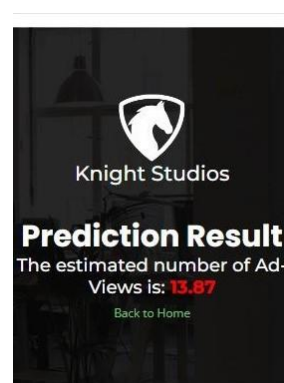 Knight Studios
Prediction Result
The estimated number of Ad-
Views is: 13.87
Back to Home